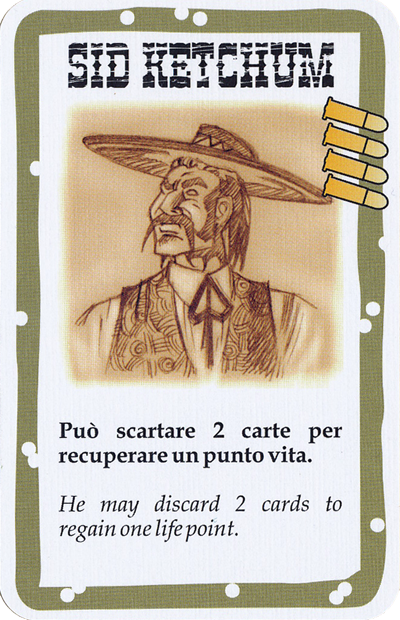 SID KETCHUM
Può scartare 2 carte per
recuperare un punto vita.
He may discard 2 cards to
regain one life point.